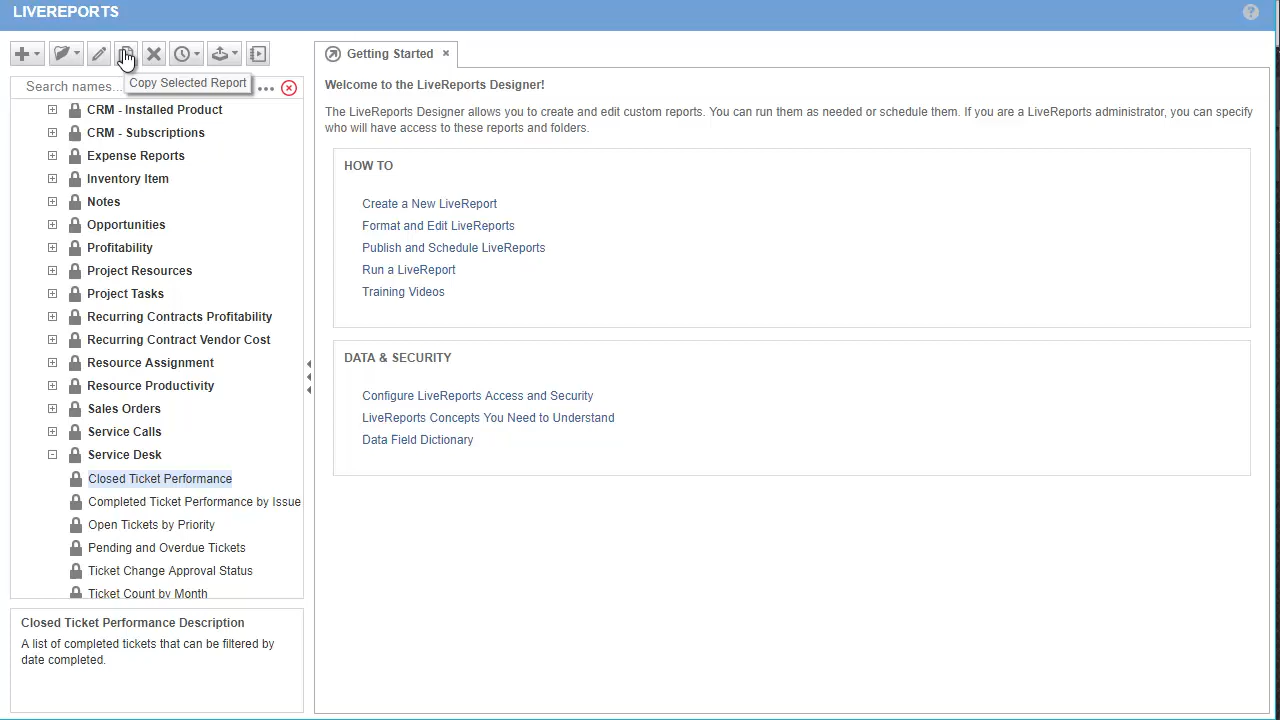 LIVEREPORTS
?
Copy Selected Report
Search names...
CRM - Installed Product
CRM - Subscriptions
Expense Reports
Inventory Item
Notes
Opportunities
Profitability
Project Resources
Project Tasks
Recurring Contracts Profitability
Recurring Contract Vendor Cost
Resource Assignment
Resource Productivity
Sales Orders
Service Calls
Service Desk
Closed Ticket Performance
Completed Ticket Performance by Issue
Open Tickets by Priority
Pending and Overdue Tickets
Ticket Change Approval Status
Ticket Count by Month
Closed Ticket Performance Description
A list of completed tickets that can be filtered by
date completed.
Getting Started
Welcome to the LiveReports Designer!
The LiveReports Designer allows you to create and edit custom reports. You can run them as needed or schedule them. If you are a LiveReports administrator, you can specify
who will have access to these reports and folders.
HOW TO
Create a New LiveReport
Format and Edit LiveReports
Publish and Schedule LiveReports
Run a LiveReport
Training Videos
DATA & SECURITY
Configure LiveReports Access and Security
LiveReports Concepts You Need to Understand
Data Field Dictionary